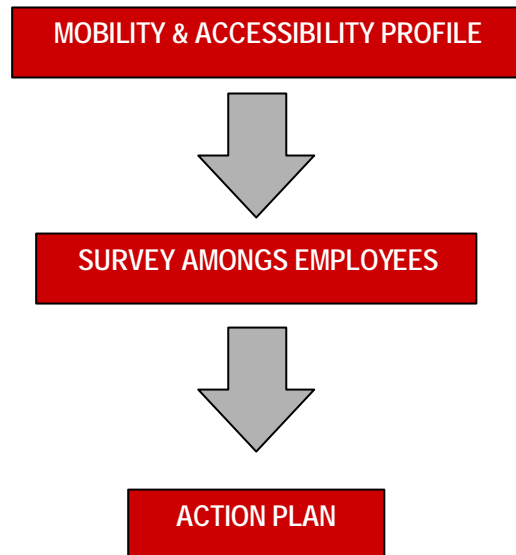 MOBILITY & ACCESSIBILITY PROFILE
SURVEY AMONGS EMPLOYEES
ACTION PLAN